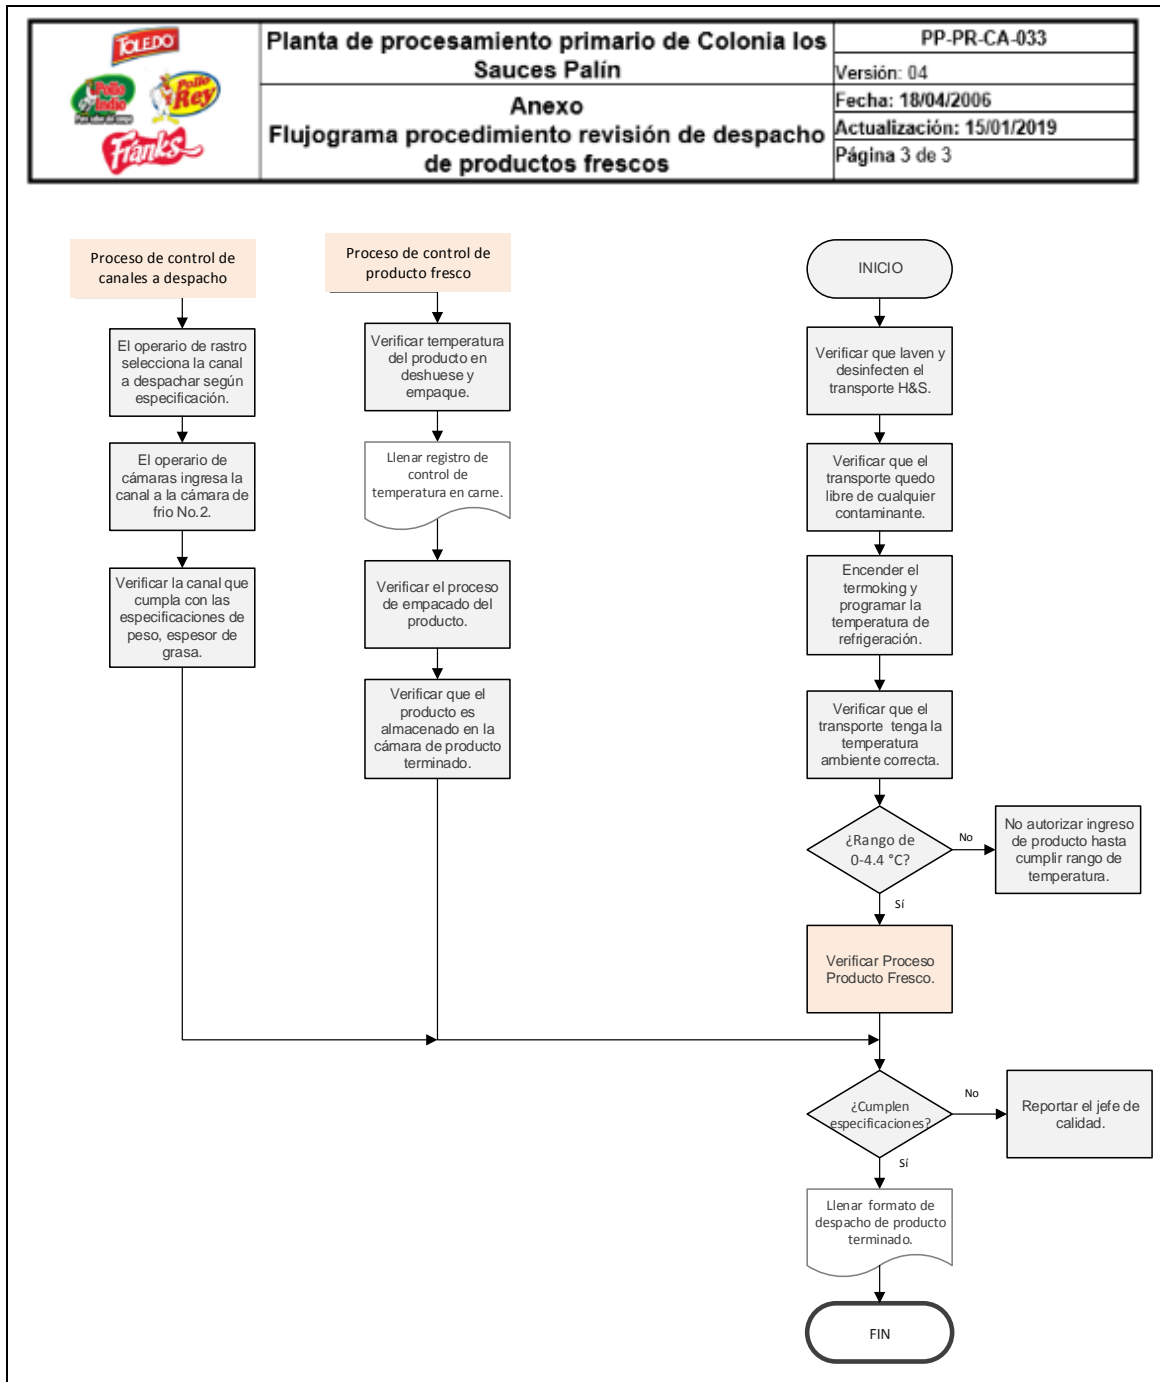 TOLEDO
Pollo
Indio
Pollo
Rey
Franks
Planta de procesamiento primario de Colonia los
Sauces Palín
Anexo
Flujograma procedimiento revisión de despacho
de productos frescos
PP-PR-CA-033
Versión: 04
Fecha: 18/04/2006
Actualización: 15/01/2019
Página 3 de 3
Proceso de control de
canales a despacho
El operario de rastro
selecciona la canal
a despachar según
especificación.
El operario de
cámaras ingresa la
canal a la cámara de
frio No.2.
Verificar la canal que
cumpla con las
especificaciones de
peso, espesor de
grasa.
Proceso de control de
producto fresco
Verificar temperatura
del producto en
deshuese y
empaque.
Llenar registro de
control de
temperatura en carne.
Verificar el proceso
de empacado del
producto.
Verificar que el
producto es
almacenado en la
cámara de producto
terminado.
INICIO
Verificar que laven y
desinfecten el
transporte H&S.
Verificar que el
transporte quedo
libre de cualquier
contaminante.
Encender el
termoking y
programar la
temperatura de
refrigeración.
Verificar que el
transporte tenga la
temperatura
ambiente correcta.
¿Rango de
0-4.4 °C?
No
No autorizar ingreso
de producto hasta
cumplir rango de
temperatura.
Sí
Verificar Proceso
Producto Fresco.
¿Cumplen
especificaciones?
No
Reportar el jefe de
calidad.
Sí
Llenar formato de
despacho de producto
terminado.
FIN